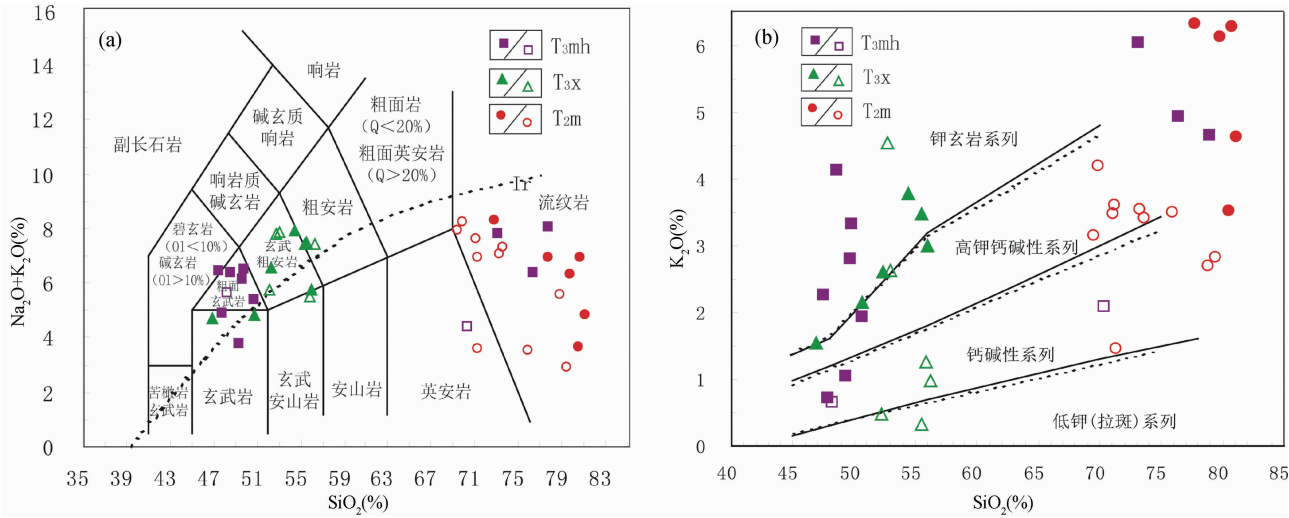 (a)
Na₂O+K₂O(%)
16
14
12
10
8
6
4
2
0
35 39 43 47 51 55 59 63 67 71 75 79 83
SiO₂(%)
T₃mh
T₃x
T₂m
响岩
碱玄质
响岩
粗面岩
(Q<20%)
粗面英安岩
(Q>20%)
副长石岩
响岩质
碱玄岩
粗安岩
Ir
流纹岩
碧玄岩
(Ol<10%)
碱玄岩
(Ol>10%)
玄武
粗安岩
粗面
玄武岩
苦橄岩
玄武岩
玄武岩
玄武
安山岩
安山岩
英安岩
(b)
K₂O(%)
6
5
4
3
2
1
0
40 45 50 55 60 65 70 75 80 85
SiO₂(%)
T₃mh
T₃x
T₂m
钾玄岩系列
高钾钙碱性系列
钙碱性系列
低钾(拉斑)系列